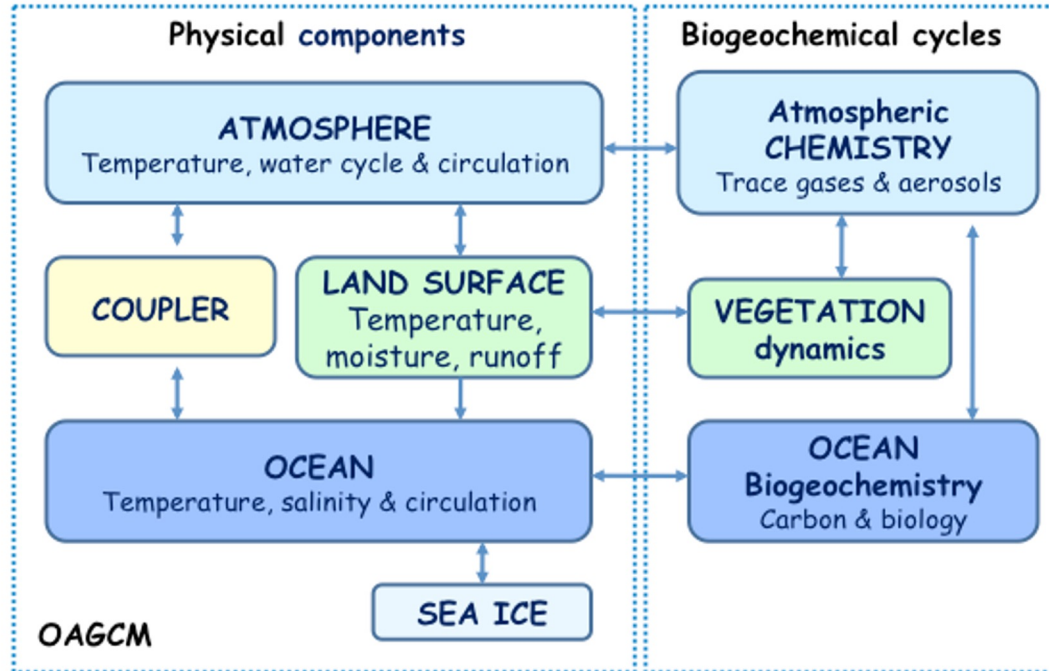 Physical components
ATMOSPHERE
Temperature, water cycle & circulation
COUPLER
LAND SURFACE
Temperature,
moisture, runoff
OCEAN
Temperature, salinity & circulation
SEA ICE
OAGCM
Biogeochemical cycles
Atmospheric
CHEMISTRY
Trace gases & aerosols
VEGETATION
dynamics
OCEAN
Biogeochemistry
Carbon & biology